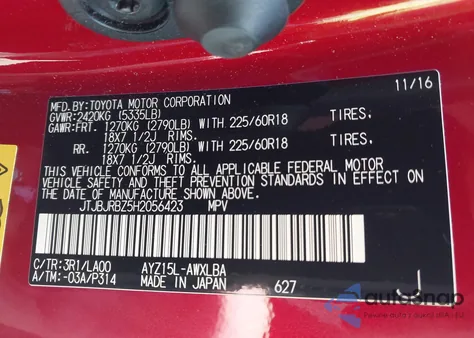 11/16
MFD.BY:TOYOTA MOTOR CORPORATION
GVWR:2420KG (5335LB)
GAWR:FRT. 1270KG (2790LB) WITH 225/60R18 TIRES,
18X7 1/2J RIMS.
RR. 1270KG (2790LB) WITH 225/60R18 TIRES,
18X7 1/2J RIMS.
THIS VEHICLE CONFORMS TO ALL APPLICABLE FEDERAL MOTOR
VEHICLE SAFETY AND THEFT PREVENTION STANDARDS IN EFFECT ON
THE DATE OF MANUFACTURE SHOWN ABOVE.
JTJBJRBZ5H2056423 MPV
C/TR:3R1/LA00 AYZ15L-AWXLBA
A/TM:-03A/P314 MADE IN JAPAN 627
autosnap